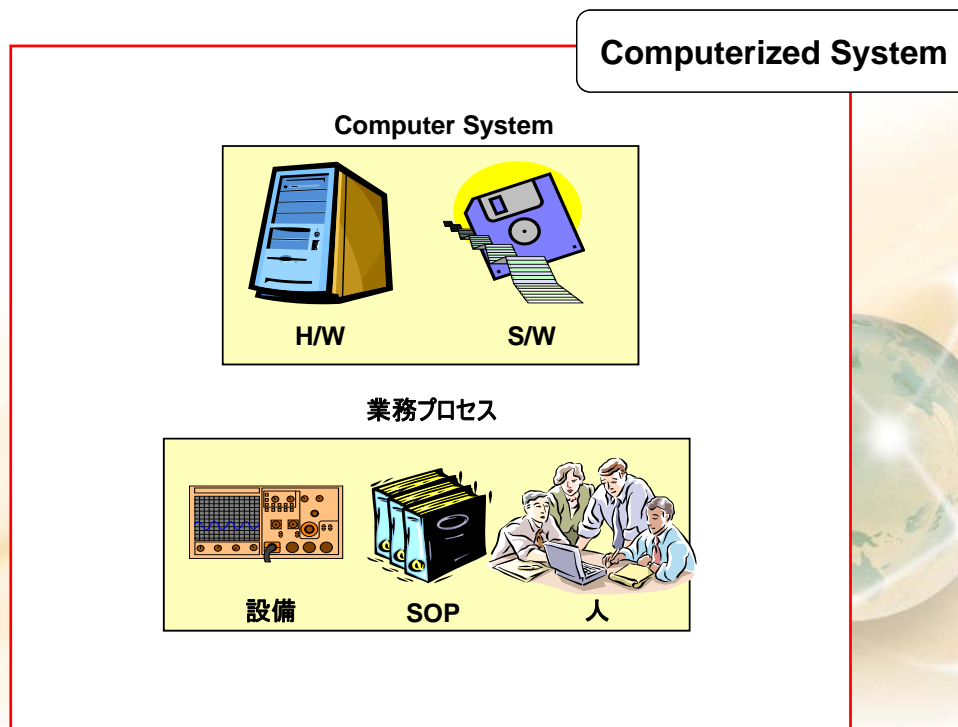 Computerized System
Computer System
H/W
S/W
業務プロセス
設備
SOP
人